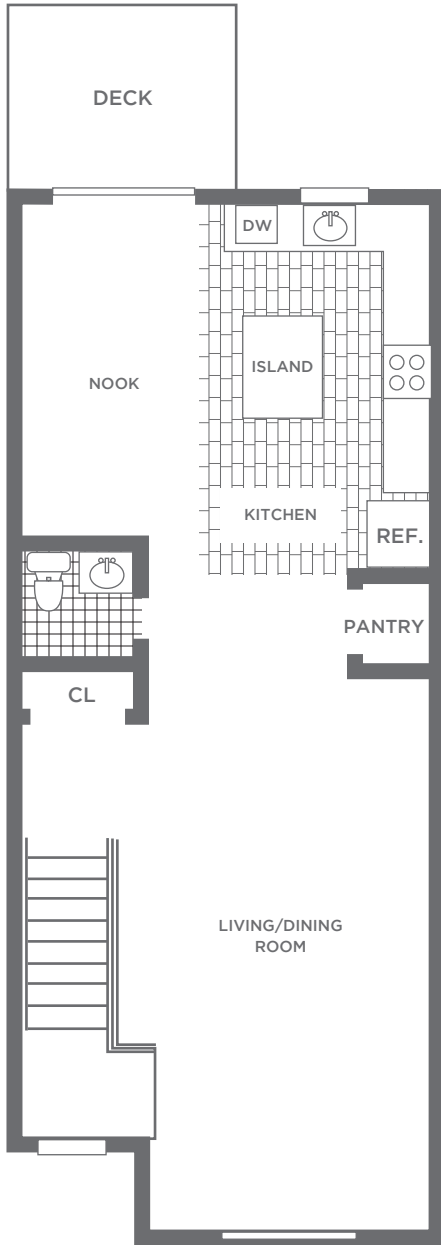 DECK
DW
ISLAND
NOOK
KITCHEN
REF.
PANTRY
CL
LIVING/DINING
ROOM